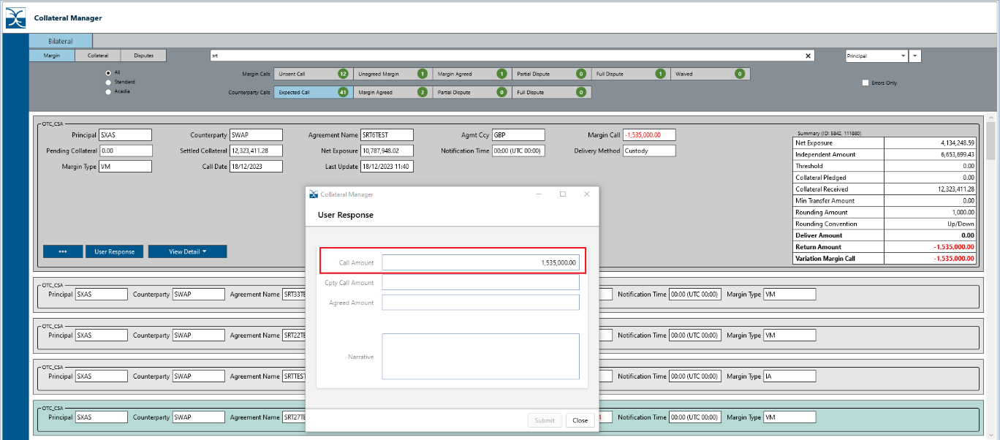 Collateral Manager
Bilateral
Margin Collateral Disputes
srt
Principal
All
Standard
Acadia
Margin Calls Unsent Call 12 Unagreed Margin 1 Margin Agreed 1 Partial Dispute 0 Full Dispute 1 Waived 0
Counterparty Calls Expected Call 41 Margin Agreed 3 Partial Dispute 0 Full Dispute 0
Errors Only
OTC_CSA
Principal SXAS Counterparty SWAP Agreement Name SRT6TEST Agmt Ccy GBP Margin Call -1,535,000.00
Pending Collateral 0.00 Settled Collateral 12,323,411.28 Net Exposure 10,787,948.02 Notification Time 00:00 (UTC 00:00) Delivery Method Custody
Margin Type VM Call Date 18/12/2023 Last Update 18/12/2023 11:40
Summary (ID: 5842, 111880)
Net Exposure 4,134,248.59
Independent Amount 6,653,699.43
Threshold 0.00
Collateral Pledged 0.00
Collateral Received 12,323,411.28
Min Transfer Amount 0.00
Rounding Amount 1,000.00
Rounding Convention Up/Down
Deliver Amount 0.00
Return Amount -1,535,000.00
Variation Margin Call -1,535,000.00
••• User Response View Detail
Collateral Manager
User Response
Call Amount 1,535,000.00
Cpty Call Amount
Agreed Amount
Narrative
Submit Close
OTC_CSA
Principal SXAS Counterparty SWAP Agreement Name SRT33TE Notification Time 00:00 (UTC 00:00) Margin Type VM
OTC_CSA
Principal SXAS Counterparty SWAP Agreement Name SRT22TE Notification Time 00:00 (UTC 00:00) Margin Type VM
OTC_CSA
Principal SXAS Counterparty SWAP Agreement Name SRTTEST Notification Time 00:00 (UTC 00:00) Margin Type IA
OTC_CSA
Principal SXAS Counterparty SWAP Agreement Name SRT27TE 4 Notification Time 00:00 (UTC 00:00) Margin Type VM